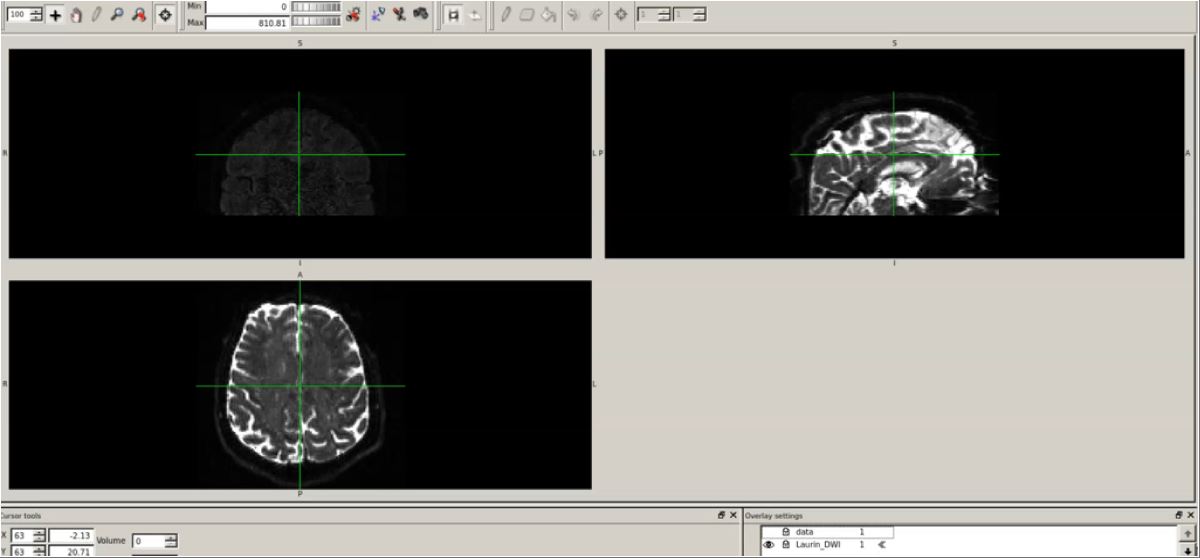 100 Min 0 1 1
Max 810.81
S S
R L P A
I I
A
R L
P
Cursor tools Overlay settings
X 63 -2.13 Volume 0 data 1
Y 63 20.71 Laurin_DWI 1